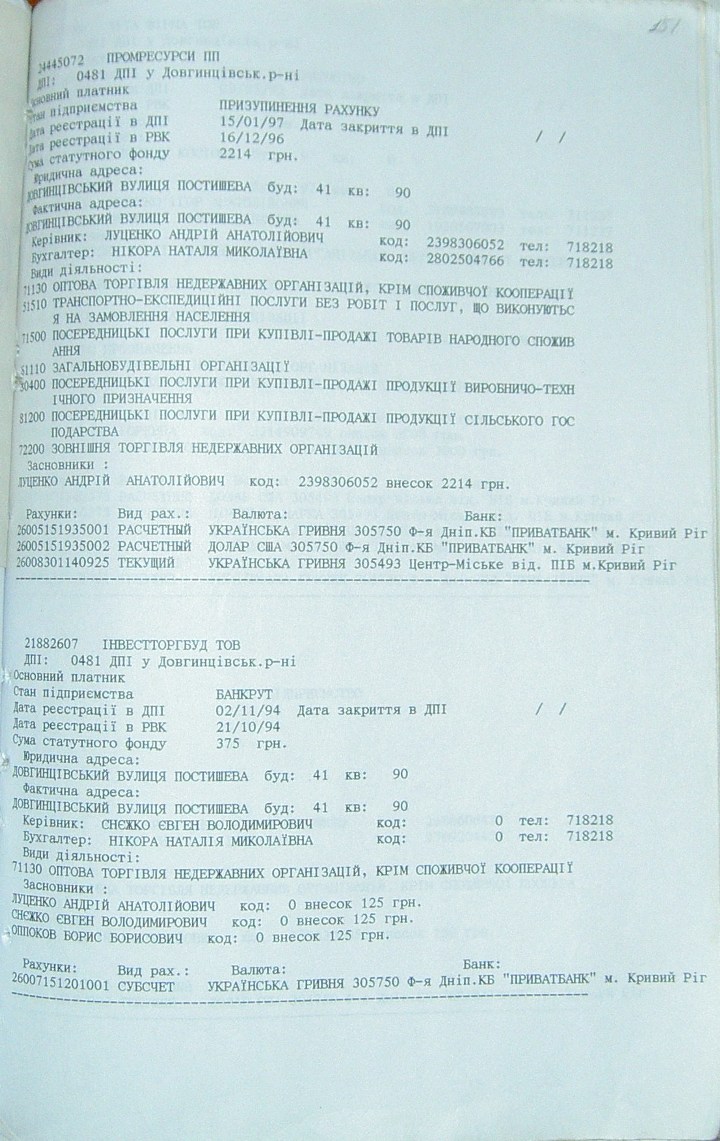 151
24445072 ПРОМРЕСУРСИ ПП
ДПІ: 0481 ДПІ у Довгинцівськ.р-ні
Основний платник
Стан підприємства ПРИЗУПИНЕННЯ РАХУНКУ
Дата реєстрації в ДПІ 15/01/97 Дата закриття в ДПІ / /
Дата реєстрації в РВК 16/12/96
Сума статутного фонду 2214 грн.
Юридична адреса:
ДОВГИНЦІВСЬКИЙ ВУЛИЦЯ ПОСТИШЕВА буд: 41 кв: 90
Фактична адреса:
ДОВГИНЦІВСЬКИЙ ВУЛИЦЯ ПОСТИШЕВА буд: 41 кв: 90
Керівник: ЛУЦЕНКО АНДРІЙ АНАТОЛІЙОВИЧ код: 2398306052 тел: 718218
Бухгалтер: НІКОРА НАТАЛЯ МИКОЛАЇВНА код: 2802504766 тел: 718218
Види діяльності:
71130 ОПТОВА ТОРГІВЛЯ НЕДЕРЖАВНИХ ОРГАНІЗАЦІЙ, КРІМ СПОЖИВЧОЇ КООПЕРАЦІЇ
51510 ТРАНСПОРТНО-ЕКСПЕДИЦІЙНІ ПОСЛУГИ БЕЗ РОБІТ І ПОСЛУГ, ЩО ВИКОНУЮТЬС
Я НА ЗАМОВЛЕННЯ НАСЕЛЕННЯ
71500 ПОСЕРЕДНИЦЬКІ ПОСЛУГИ ПРИ КУПІВЛІ-ПРОДАЖІ ТОВАРІВ НАРОДНОГО СПОЖИВ
АННЯ
61110 ЗАГАЛЬНОБУДІВЕЛЬНІ ОРГАНІЗАЦІЇ
80400 ПОСЕРЕДНИЦЬКІ ПОСЛУГИ ПРИ КУПІВЛІ-ПРОДАЖІ ПРОДУКЦІЇ ВИРОБНИЧО-ТЕХН
ІЧНОГО ПРИЗНАЧЕННЯ
81200 ПОСЕРЕДНИЦЬКІ ПОСЛУГИ ПРИ КУПІВЛІ-ПРОДАЖІ ПРОДУКЦІЇ СІЛЬСЬКОГО ГОС
ПОДАРСТВА
72200 ЗОВНІШНЯ ТОРГІВЛЯ НЕДЕРЖАВНИХ ОРГАНІЗАЦІЙ
Засновники :
ЛУЦЕНКО АНДРІЙ АНАТОЛІЙОВИЧ код: 2398306052 внесок 2214 грн.
Рахунки: Вид рах.: Валюта: Банк:
26005151935001 РАСЧЕТНЫЙ УКРАЇНСЬКА ГРИВНЯ 305750 Ф-я Дніп.КБ "ПРИВАТБАНК" м. Кривий Ріг
26005151935002 РАСЧЕТНЫЙ ДОЛАР США 305750 Ф-я Дніп.КБ "ПРИВАТБАНК" м. Кривий Ріг
26008301140925 ТЕКУЩИЙ УКРАЇНСЬКА ГРИВНЯ 305493 Центр-Міське від. ПІБ м.Кривий Ріг
21882607 ІНВЕСТТОРГБУД ТОВ
ДПІ: 0481 ДПІ у Довгинцівськ.р-ні
Основний платник
Стан підприємства БАНКРУТ
Дата реєстрації в ДПІ 02/11/94 Дата закриття в ДПІ / /
Дата реєстрації в РВК 21/10/94
Сума статутного фонду 375 грн.
Юридична адреса:
ДОВГИНЦІВСЬКИЙ ВУЛИЦЯ ПОСТИШЕВА буд: 41 кв: 90
Фактична адреса:
ДОВГИНЦІВСЬКИЙ ВУЛИЦЯ ПОСТИШЕВА буд: 41 кв: 90
Керівник: СНЄЖКО ЄВГЕН ВОЛОДИМИРОВИЧ код: 0 тел: 718218
Бухгалтер: НІКОРА НАТАЛІЯ МИКОЛАЇВНА код: 0 тел: 718218
Види діяльності:
71130 ОПТОВА ТОРГІВЛЯ НЕДЕРЖАВНИХ ОРГАНІЗАЦІЙ, КРІМ СПОЖИВЧОЇ КООПЕРАЦІЇ
Засновники :
ЛУЦЕНКО АНДРІЙ АНАТОЛІЙОВИЧ код: 0 внесок 125 грн.
СНЄЖКО ЄВГЕН ВОЛОДИМИРОВИЧ код: 0 внесок 125 грн.
ОППОКОВ БОРИС БОРИСОВИЧ код: 0 внесок 125 грн.
Рахунки: Вид рах.: Валюта: Банк:
26007151201001 СУБСЧЕТ УКРАЇНСЬКА ГРИВНЯ 305750 Ф-я Дніп.КБ "ПРИВАТБАНК" м. Кривий Ріг